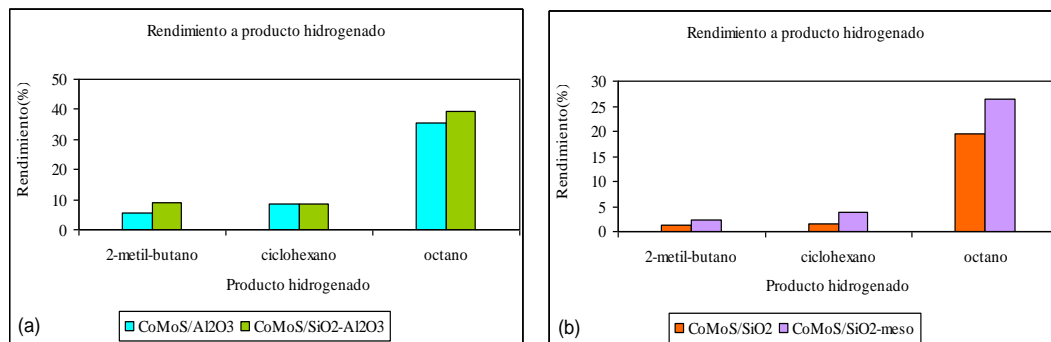 Rendimiento a producto hidrogenado
Rendimiento(%)
50
40
30
20
10
0
2-metil-butano ciclohexano octano
Producto hidrogenado
(a)
CoMoS/Al2O3 CoMoS/SiO2-Al2O3
Rendimiento a producto hidrogenado
Rendimiento(%)
30
25
20
15
10
5
0
2-metil-butano ciclohexano octano
Producto hidrogenado
(b)
CoMoS/SiO2 CoMoS/SiO2-meso